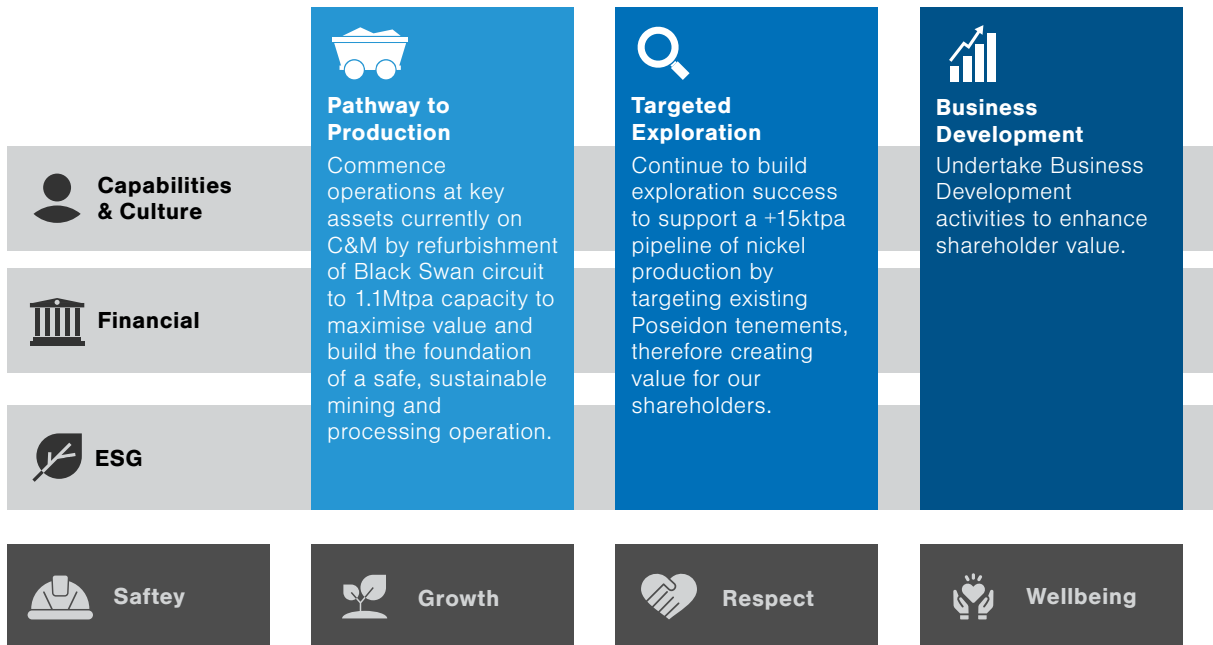 Pathway to
Production
Commence
operations at key
assets currently on
C&M by refurbishment
of Black Swan circuit
to 1.1Mtpa capacity to
maximise value and
build the foundation
of a safe, sustainable
mining and
processing operation.
Targeted
Exploration
Continue to build
exploration success
to support a +15ktpa
pipeline of nickel
production by
targeting existing
Poseidon tenements,
therefore creating
value for our
shareholders.
Business
Development
Undertake Business
Development
activities to enhance
shareholder value.
Capabilities
& Culture
Financial
ESG
Saftey
Growth
Respect
Wellbeing